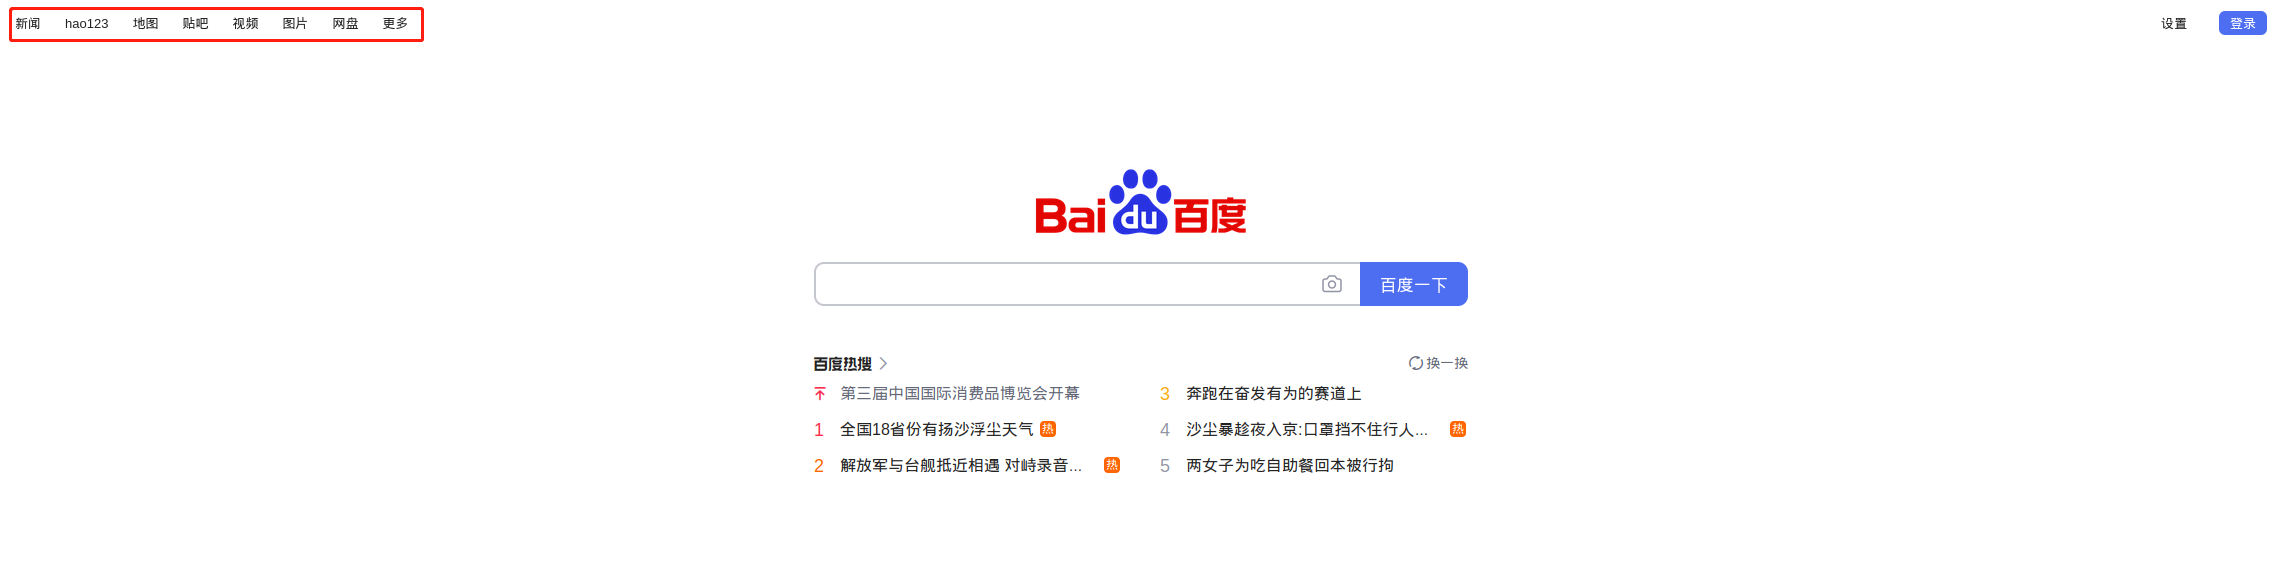 新闻 hao123 地图 贴吧 视频 图片 网盘 更多 设置 登录
Baidu百度
百度一下
百度热搜 换一换
第三届中国国际消费品博览会开幕
1 全国18省份有扬沙浮尘天气 热
2 解放军与台舰抵近相遇 对峙录音... 热
3 奔跑在奋发有为的赛道上
4 沙尘暴趁夜入京:口罩挡不住行人... 热
5 两女子为吃自助餐回本被行拘